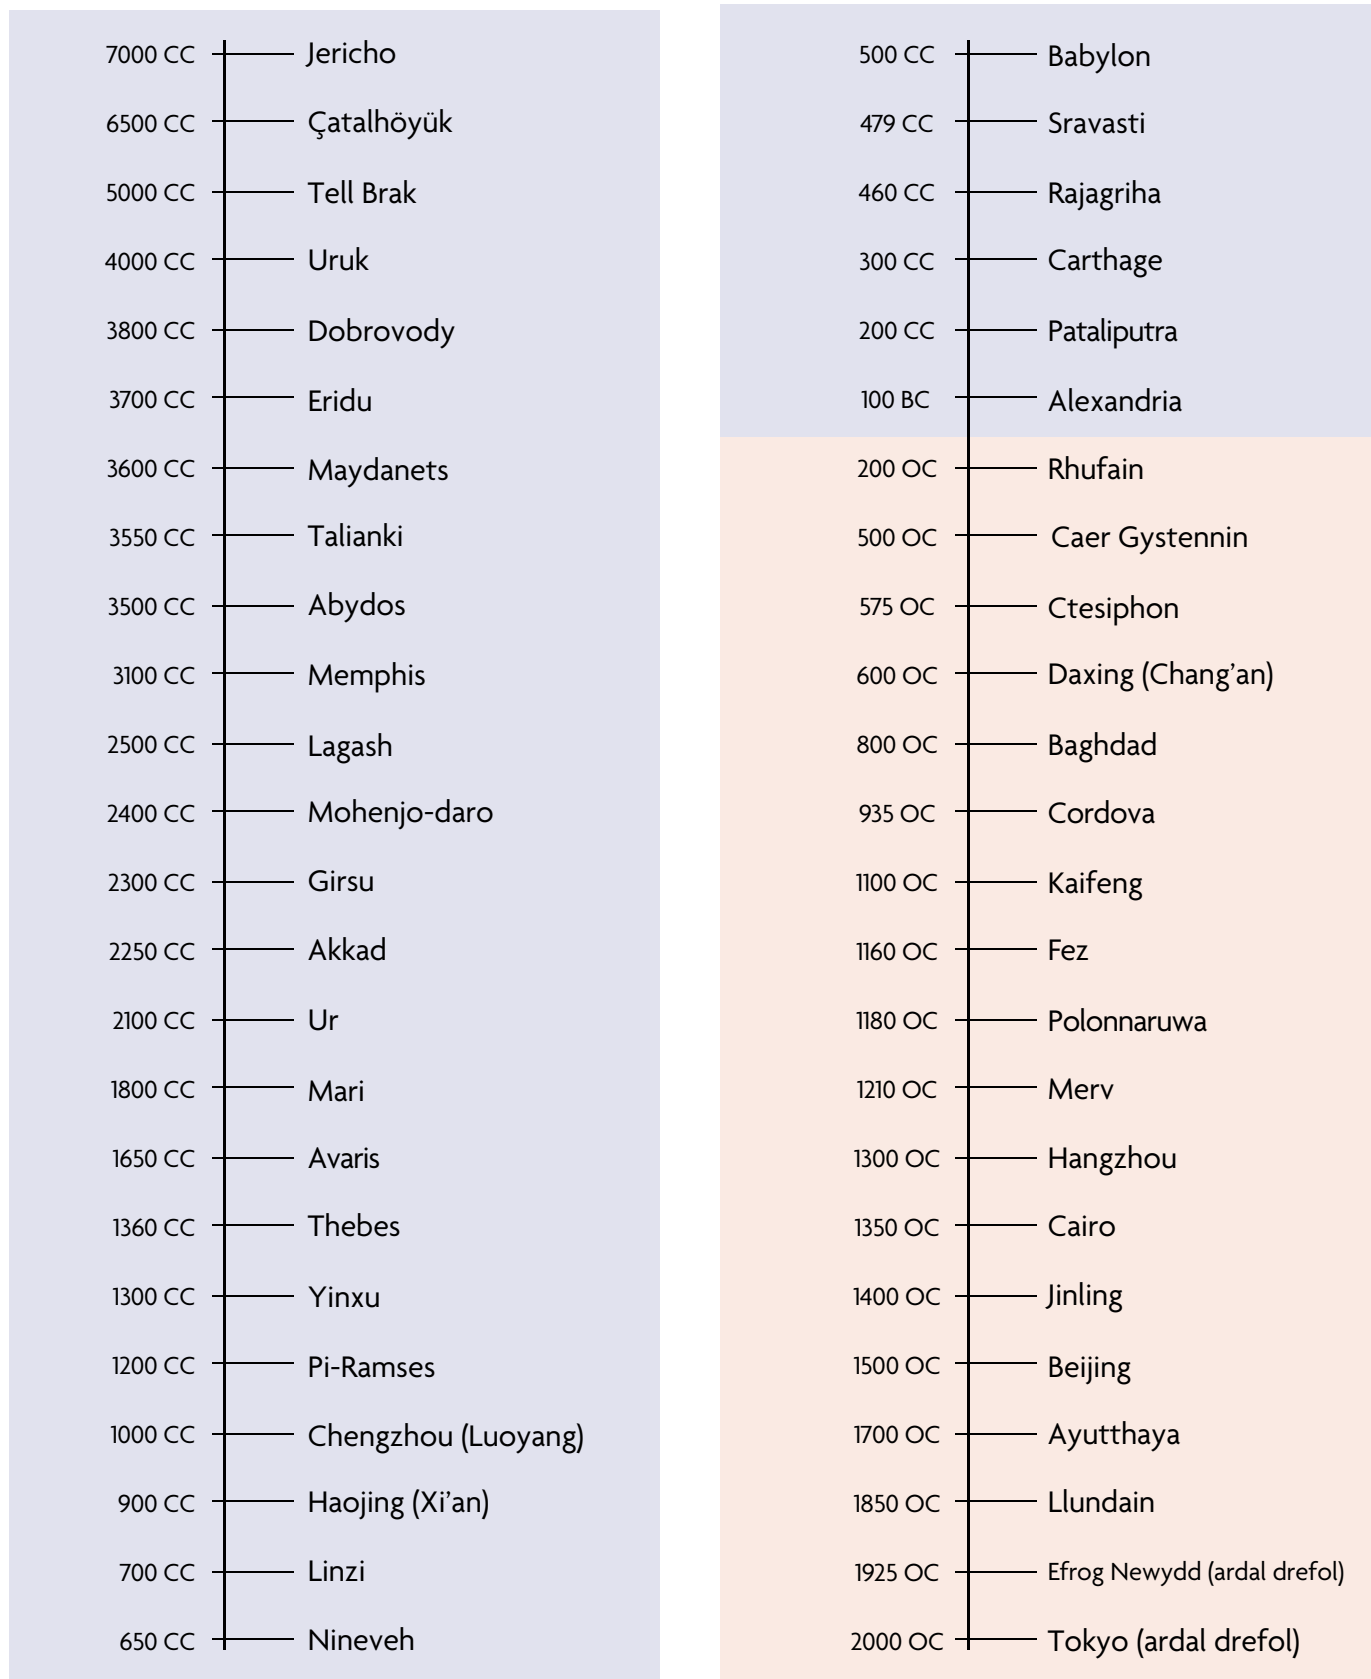 7000 CC Jericho
6500 CC Çatalhöyük
5000 CC Tell Brak
4000 CC Uruk
3800 CC Dobrovody
3700 CC Eridu
3600 CC Maydanets
3550 CC Talianki
3500 CC Abydos
3100 CC Memphis
2500 CC Lagash
2400 CC Mohenjo-daro
2300 CC Girsu
2250 CC Akkad
2100 CC Ur
1800 CC Mari
1650 CC Avaris
1360 CC Thebes
1300 CC Yinxu
1200 CC Pi-Ramses
1000 CC Chengzhou (Luoyang)
900 CC Haojing (Xi’an)
700 CC Linzi
650 CC Nineveh
500 CC Babylon
479 CC Sravasti
460 CC Rajagriha
300 CC Carthage
200 CC Pataliputra
100 BC Alexandria
200 OC Rhufain
500 OC Caer Gystennin
575 OC Ctesiphon
600 OC Daxing (Chang’an)
800 OC Baghdad
935 OC Cordova
1100 OC Kaifeng
1160 OC Fez
1180 OC Polonnaruwa
1210 OC Merv
1300 OC Hangzhou
1350 OC Cairo
1400 OC Jinling
1500 OC Beijing
1700 OC Ayutthaya
1850 OC Llundain
1925 OC Efrog Newydd (ardal drefol)
2000 OC Tokyo (ardal drefol)